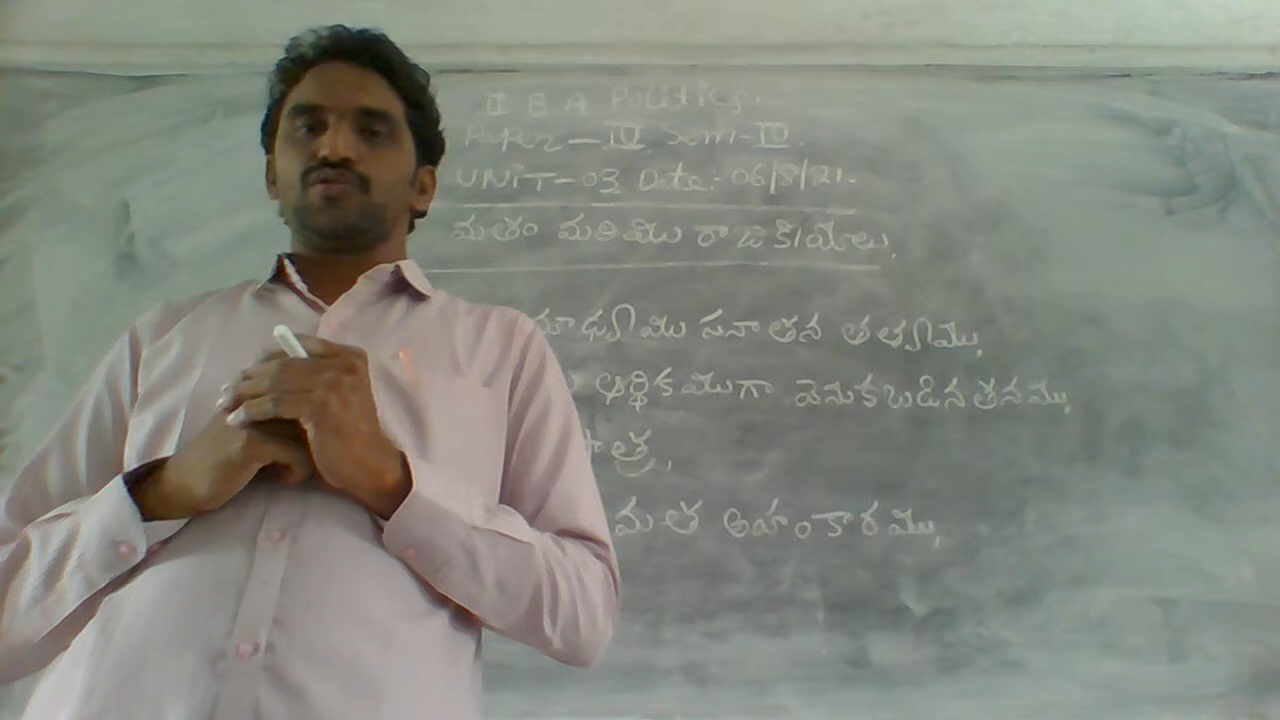 II B A Politics.
Paper - IV, Sem-IV.
UNIT-03 Date:- 06/8/21-
మతం మరియు రాజకీయాలు,
సనాతన తత్వము,
ఆర్థికముగా వెనుకబడినతనము,
మత అహంకారము,